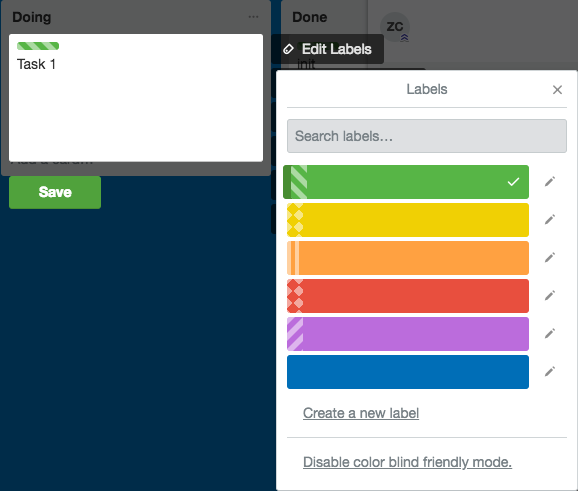 Doing
Done
ZC
Edit Labels
Task 1
init
Labels
Search labels...
Add a card...
Save
Create a new label
Disable color blind friendly mode.